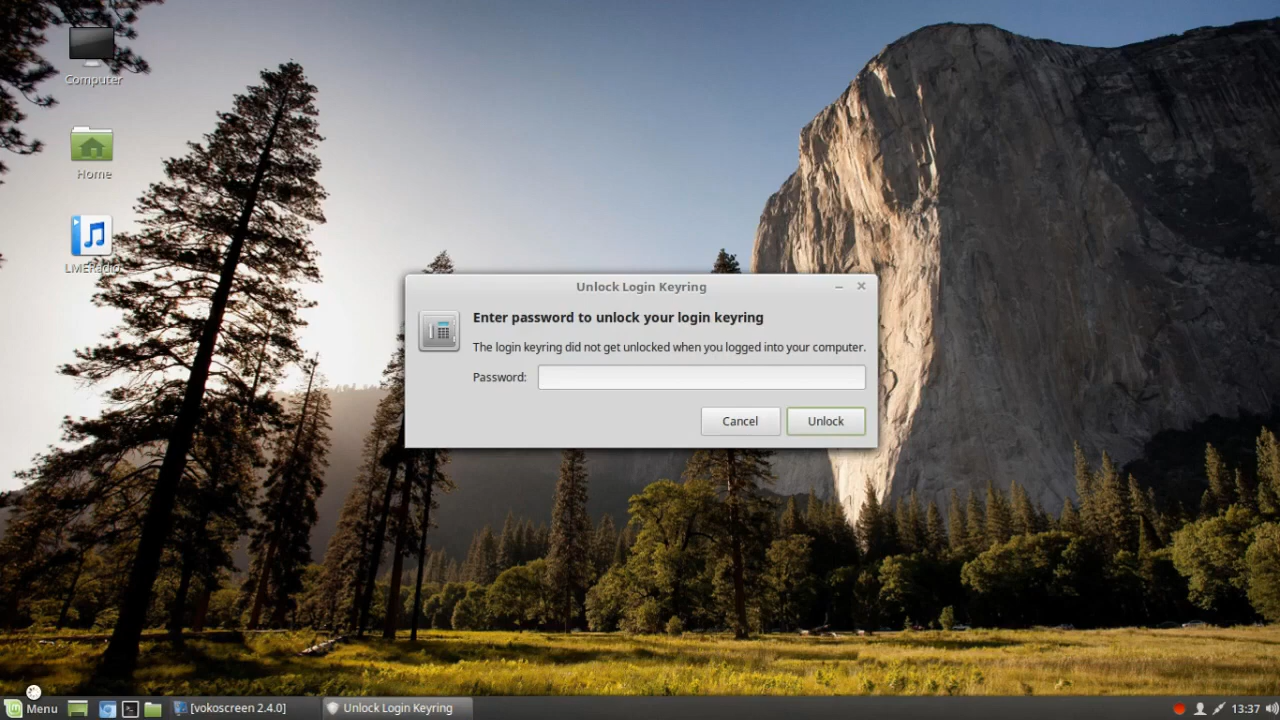 Computer
Home
LMERadio
Unlock Login Keyring
Enter password to unlock your login keyring
The login keyring did not get unlocked when you logged into your computer.
Password:
Cancel
Unlock
Menu
[vokoscreen 2.4.0]
Unlock Login Keyring
13:37